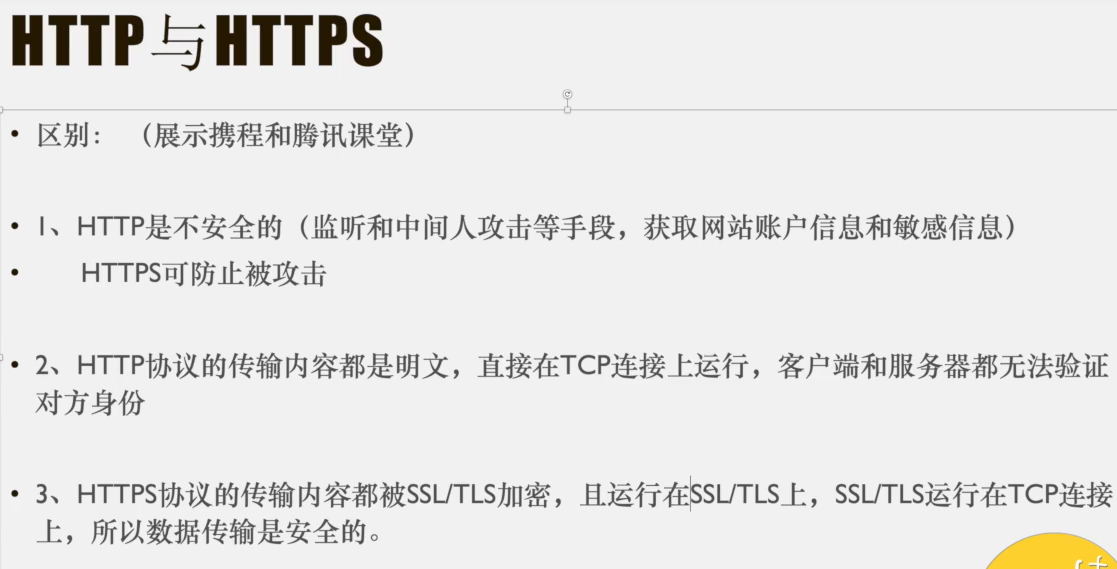 HTTP与HTTPS
• 区别： （展示携程和腾讯课堂）
• 1、HTTP是不安全的（监听和中间人攻击等手段，获取网站账户信息和敏感信息）
• HTTPS可防止被攻击
• 2、HTTP协议的传输内容都是明文，直接在TCP连接上运行，客户端和服务器都无法验证
对方身份
• 3、HTTPS协议的传输内容都被SSL/TLS加密，且运行在SSL/TLS上，SSL/TLS运行在TCP连接
上，所以数据传输是安全的。